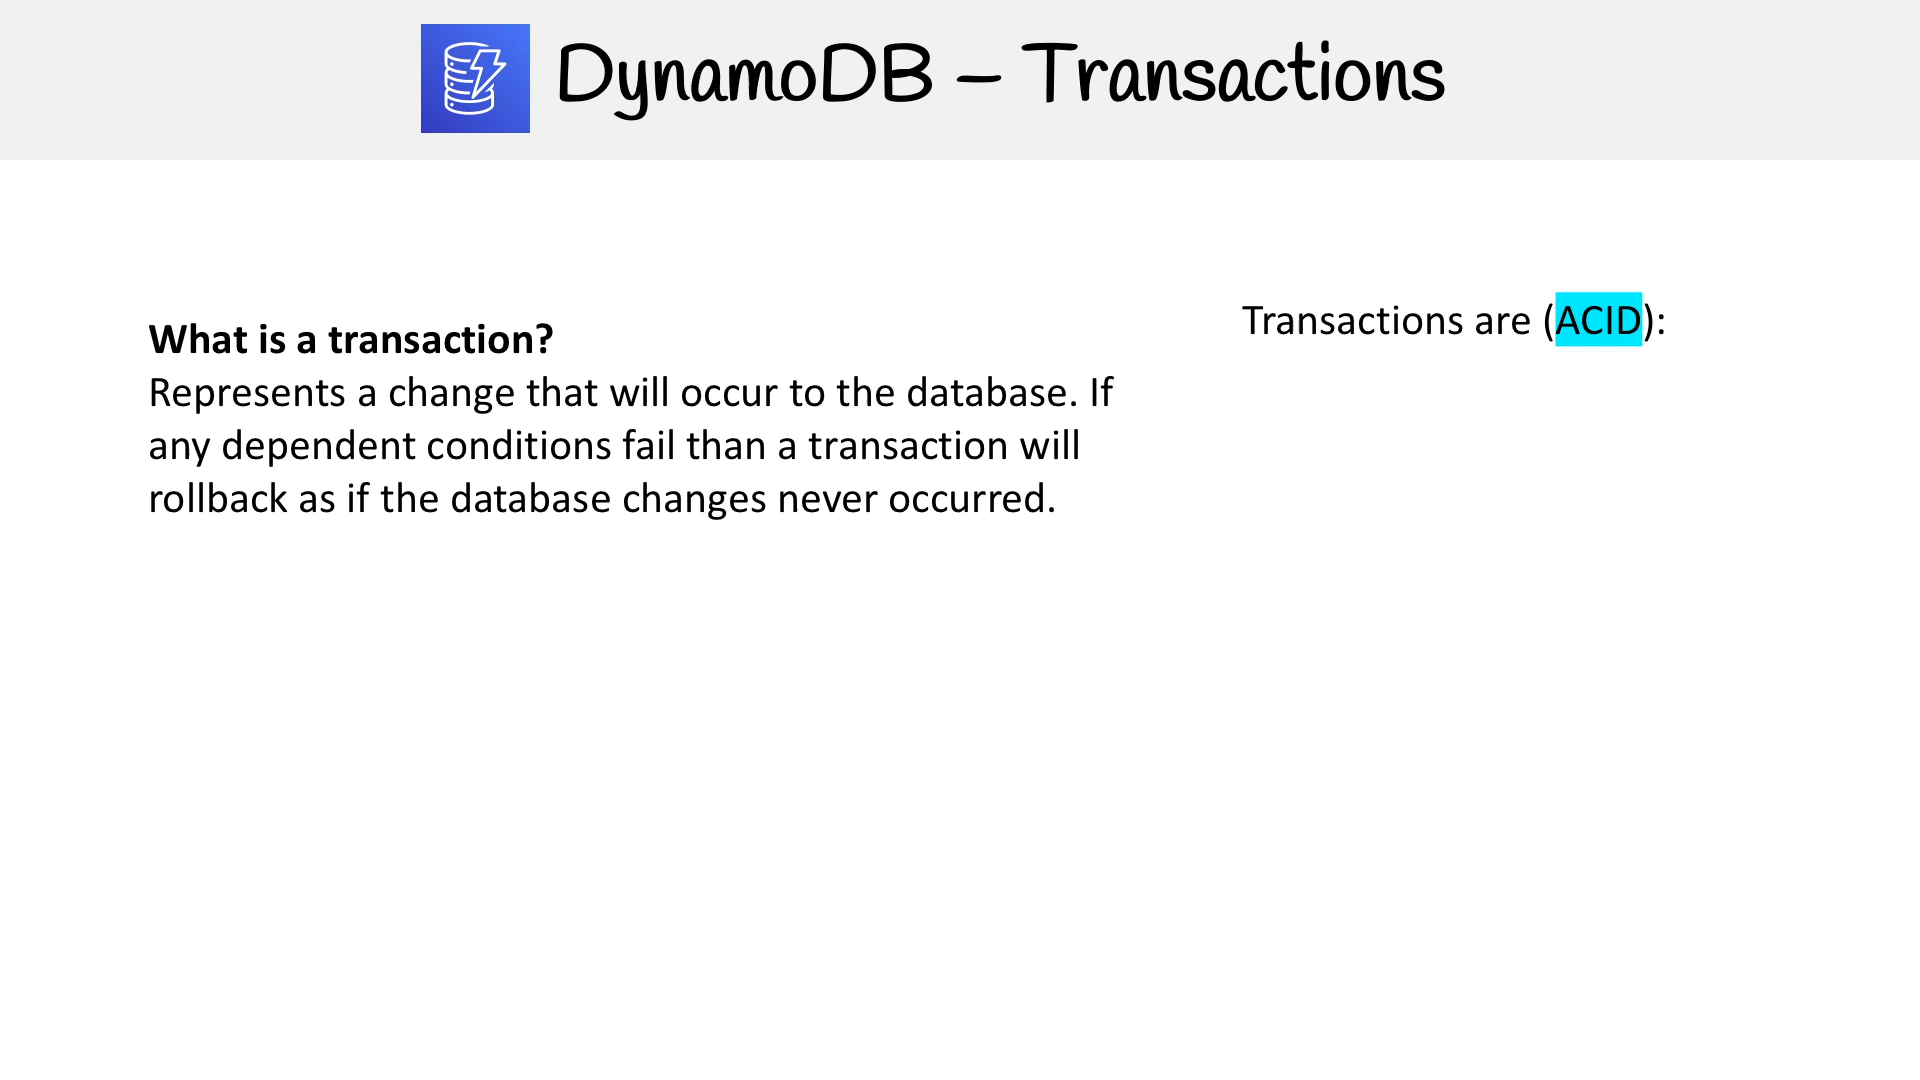 DynamoDB – Transactions
What is a transaction?
Represents a change that will occur to the database. If
any dependent conditions fail than a transaction will
rollback as if the database changes never occurred.
Transactions are (ACID):